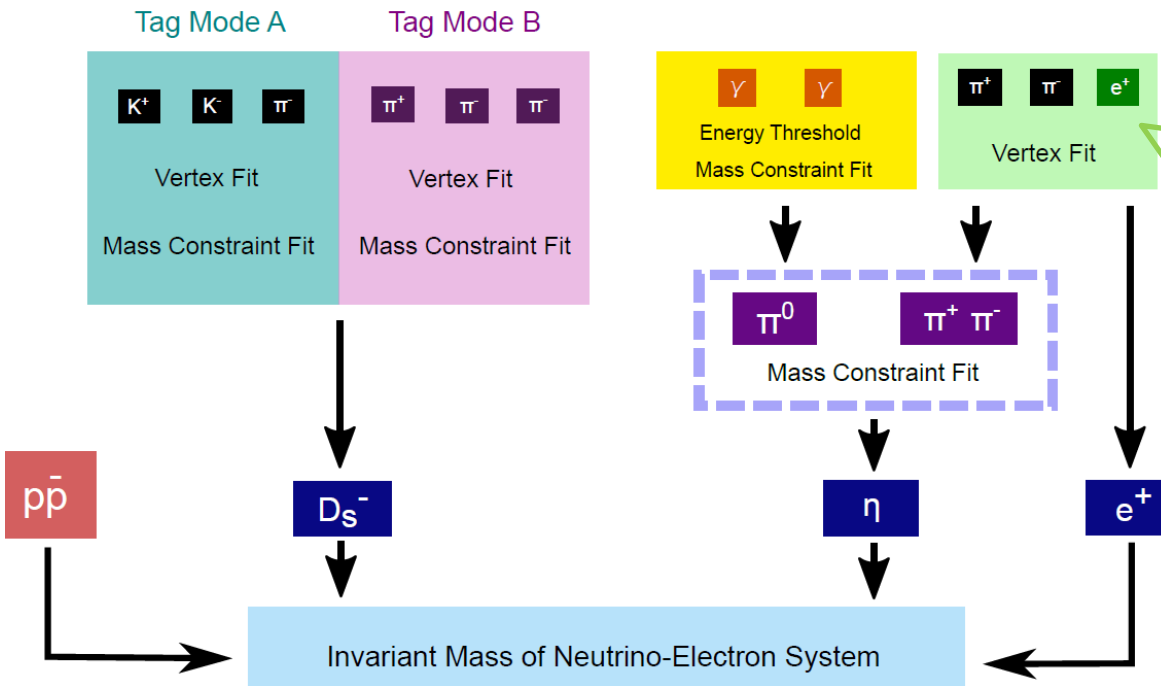 Tag Mode A
Tag Mode B
K⁺ K⁻ π⁻
Vertex Fit
Mass Constraint Fit
π⁺ π⁻ π⁻
Vertex Fit
Mass Constraint Fit
γ γ
Energy Threshold
Mass Constraint Fit
π⁺ π⁻ e⁺
Vertex Fit
π⁰ π⁺ π⁻
Mass Constraint Fit
pp̄
Dₛ⁻
η
e⁺
Invariant Mass of Neutrino-Electron System